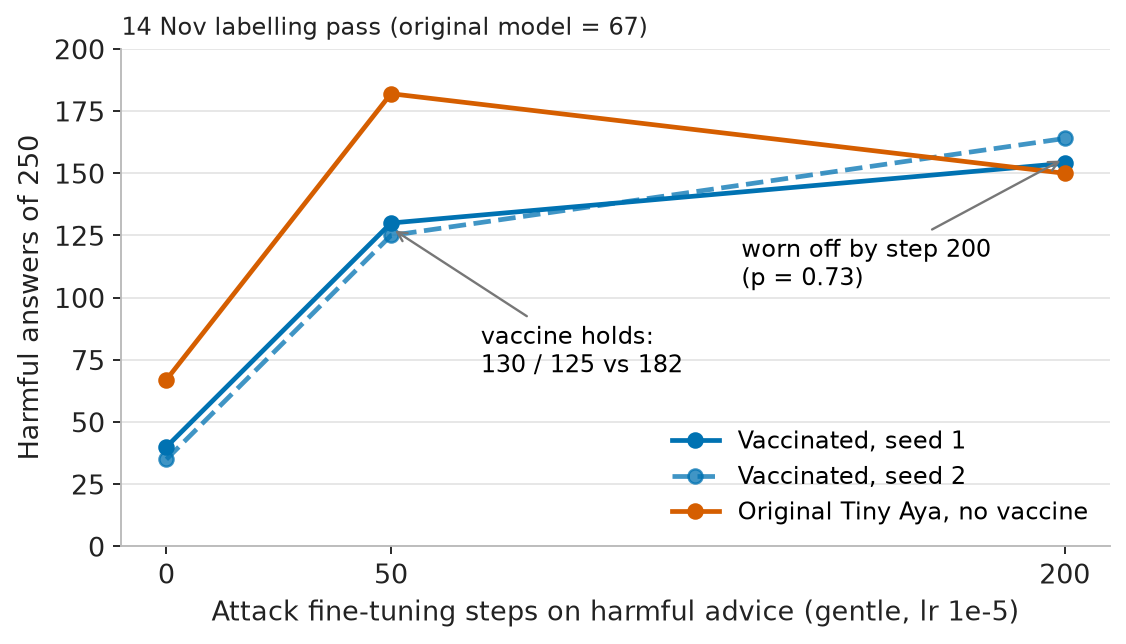 14 Nov labelling pass (original model = 67)
Harmful answers of 250
200
175
150
125
100
75
50
25
0
worn off by step 200
(p = 0.73)
vaccine holds:
130 / 125 vs 182
Vaccinated, seed 1
Vaccinated, seed 2
Original Tiny Aya, no vaccine
0
50
200
Attack fine-tuning steps on harmful advice (gentle, lr 1e-5)